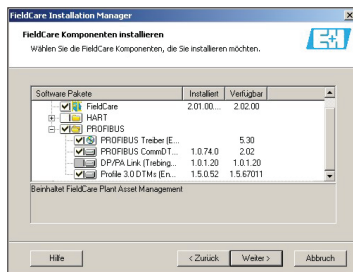 FieldCare Installation Manager
FieldCare Komponenten installieren
Wählen Sie die FieldCare Komponenten, die Sie installieren möchten.
E+H
Software Pakete Installiert Verfügbar
FieldCare 2.01.00.... 2.02.00
HART
PROFIBUS
PROFIBUS Treiber (E... 5.30
PROFIBUS CommDT... 1.0.74.0 2.02
DP/PA Link (Trebing... 1.0.1.20 1.0.1.20
Profile 3.0 DTMs (En... 1.5.0.52 1.5.67011
Beinhaltet FieldCare Plant Asset Management
Hilfe < Zurück Weiter > Abbruch